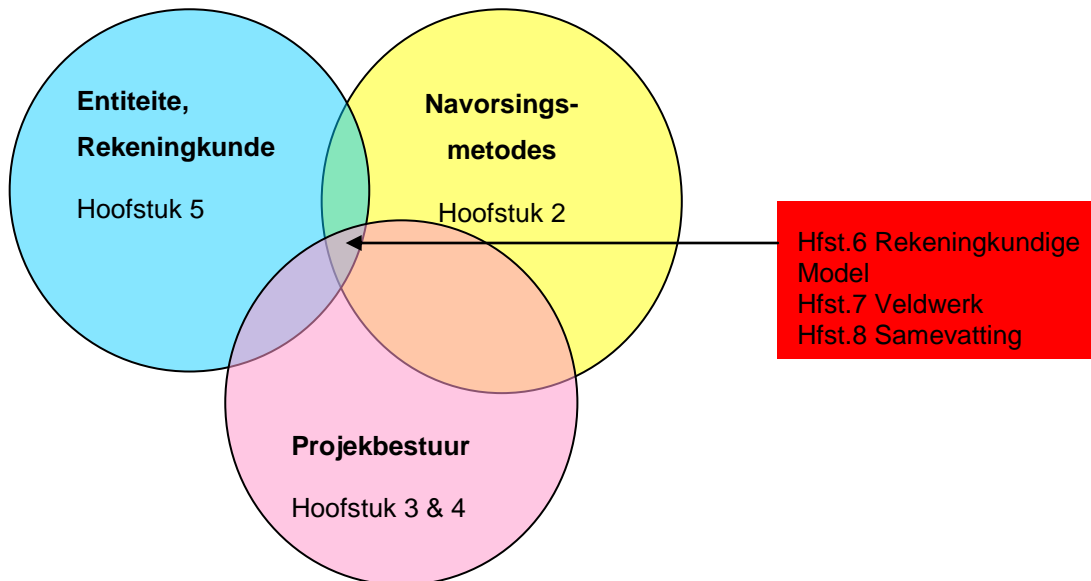 Entiteite,
Rekeningkunde
Hoofstuk 5
Navorsings-
metodes
Hoofstuk 2
Hfst.6 Rekeningkundige
Model
Hfst.7 Veldwerk
Hfst.8 Samevatting
Projekbestuur
Hoofstuk 3 & 4